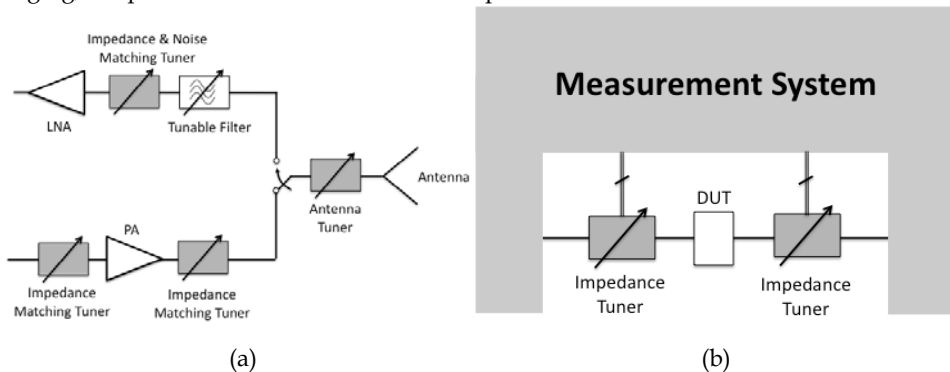 Impedance & Noise
Matching Tuner
LNA
Tunable Filter
Antenna
Antenna
Tuner
PA
Impedance
Matching Tuner
Impedance
Matching Tuner
(a)
Measurement System
DUT
Impedance
Tuner
Impedance
Tuner
(b)